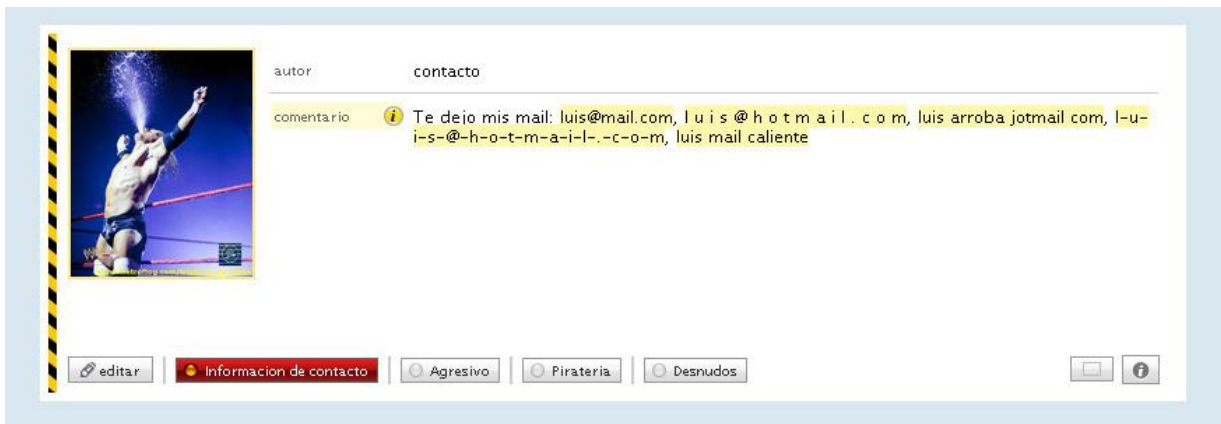 autor contacto
comentario Te dejo mis mail: luis@mail.com, l u i s @ h o t m a i l . c o m, luis arroba jotmail com, l-u-
i-s-@-h-o-t-m-a-i-l-.-c-o-m, luis mail caliente
editar Informacion de contacto Agresivo Pirateria Desnudos